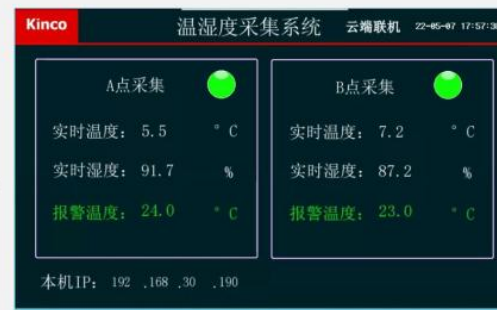 Kinco 温湿度采集系统 云端联机 22-05-07 17:57:3
A点采集
实时温度: 5.5 °C
实时湿度: 91.7 %
报警温度: 24.0 °C
B点采集
实时温度: 7.2 °C
实时湿度: 87.2 %
报警温度: 23.0 °C
本机IP: 192 .168 .30 .190